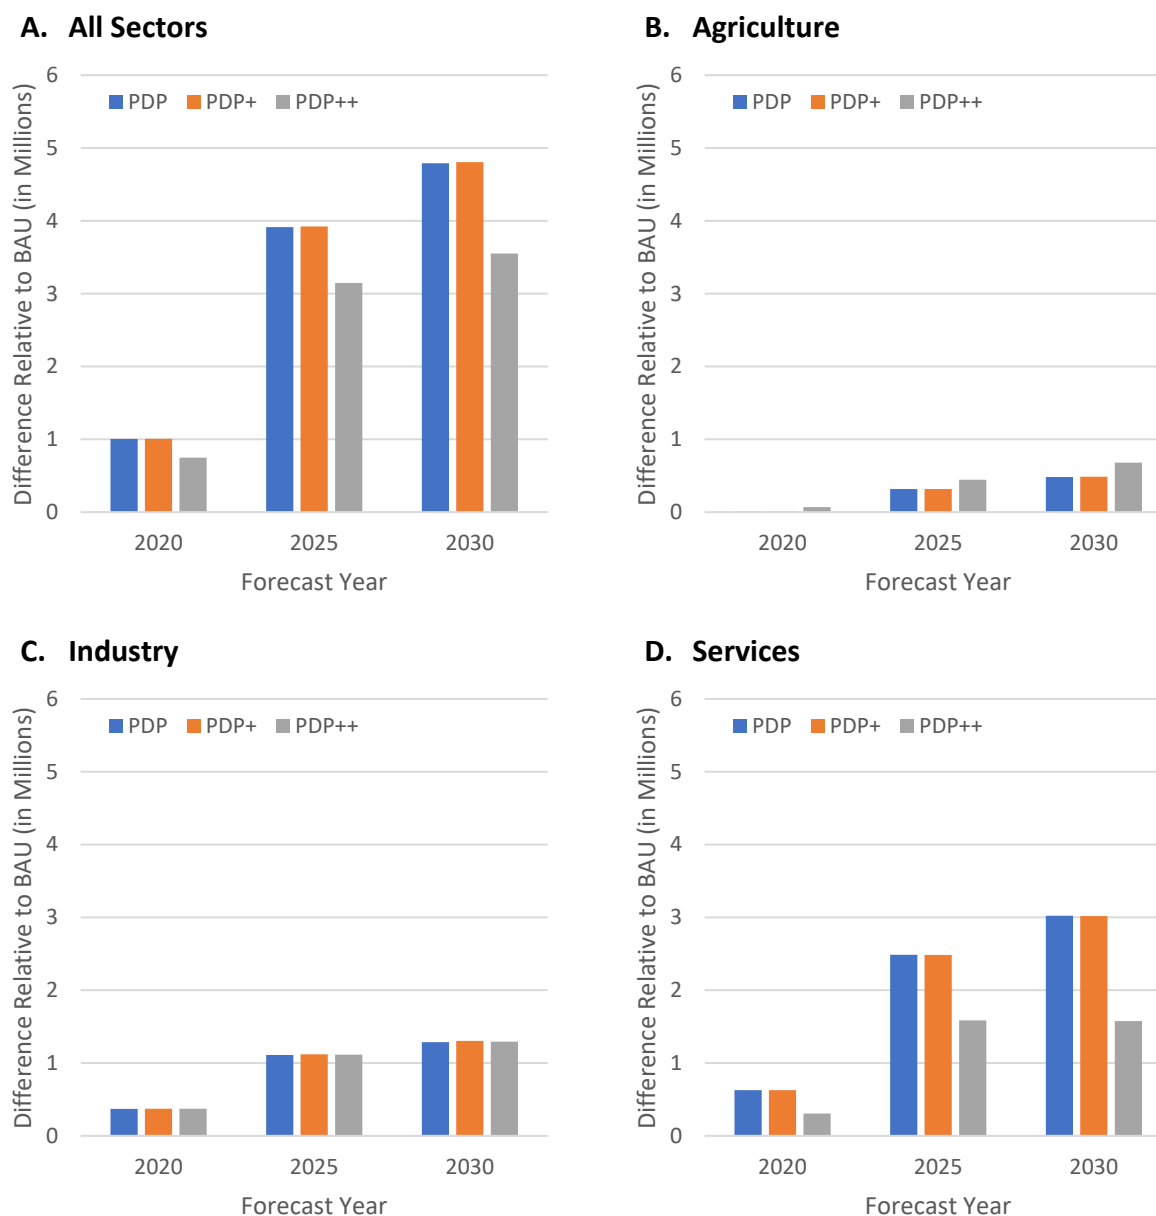 A. All Sectors
Difference Relative to BAU (in Millions)
6
5
4
3
2
1
0
PDP PDP+ PDP++
2020 2025 2030
Forecast Year
B. Agriculture
Difference Relative to BAU (in Millions)
6
5
4
3
2
1
0
PDP PDP+ PDP++
2020 2025 2030
Forecast Year
C. Industry
Difference Relative to BAU (in Millions)
6
5
4
3
2
1
0
PDP PDP+ PDP++
2020 2025 2030
Forecast Year
D. Services
Difference Relative to BAU (in Millions)
6
5
4
3
2
1
0
PDP PDP+ PDP++
2020 2025 2030
Forecast Year